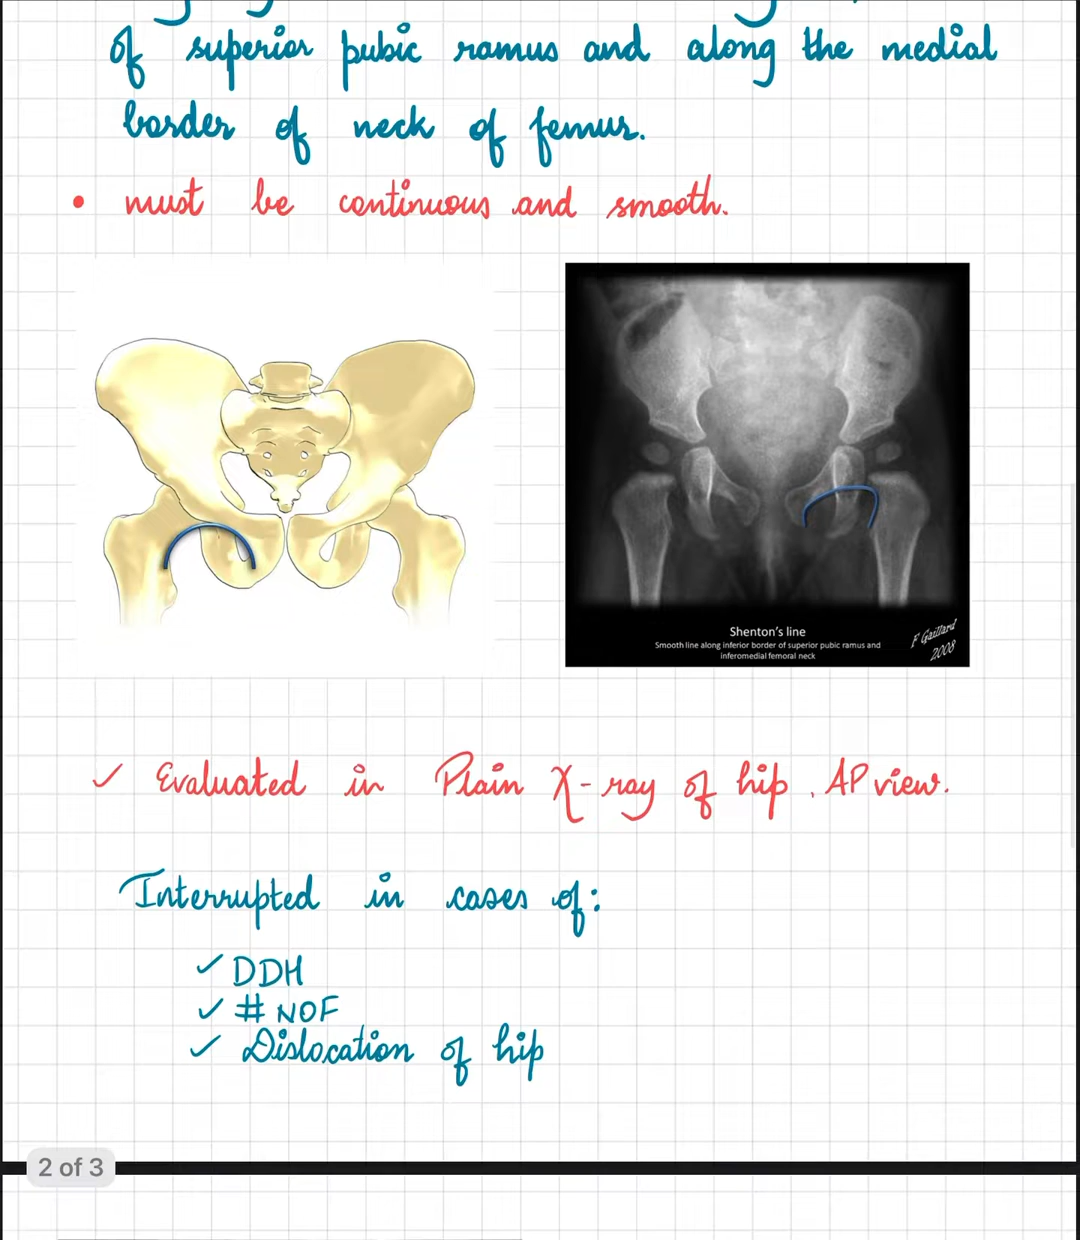 of superior pubic ramus and along the medial
border of neck of femur.
• must be continuous and smooth.
Shenton's line
Smooth line along inferior border of superior pubic ramus and
inferomedial femoral neck
F Gaillard
2008
✓ Evaluated in Plain X-ray of hip, AP view.
Interrupted in cases of:
✓ DDH
✓ # NOF
✓ Dislocation of hip
2 of 3